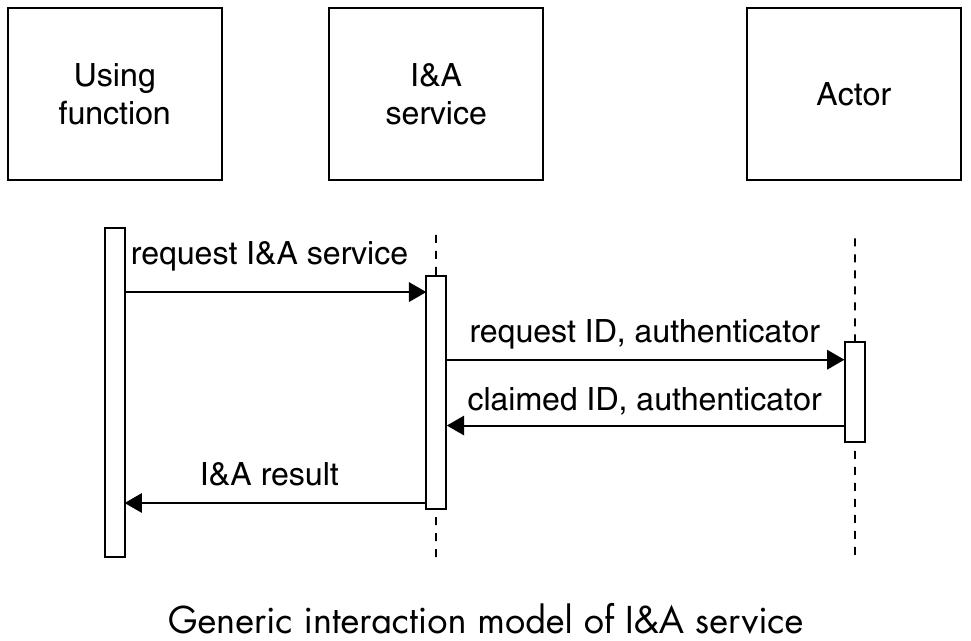 Using
function
I&A
service
Actor
request I&A service
request ID, authenticator
claimed ID, authenticator
I&A result
Generic interaction model of I&A service